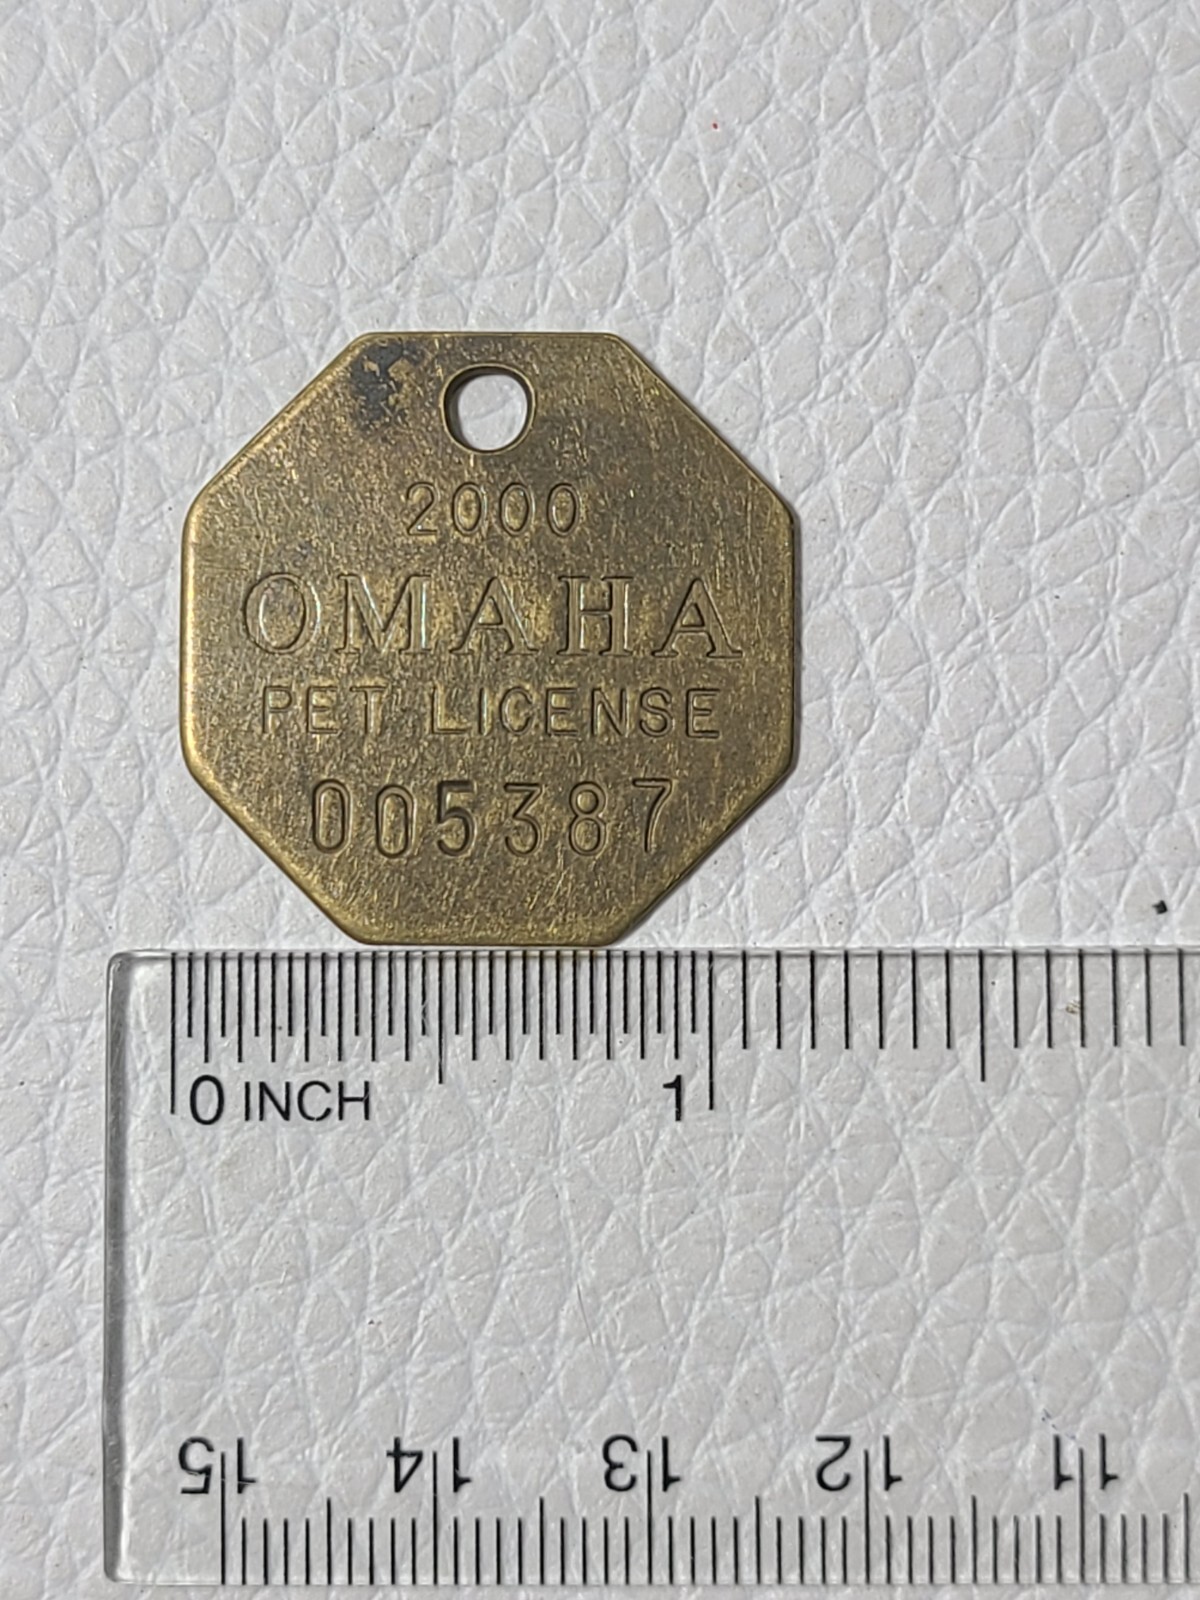 2000
OMAHA
PET LICENSE
005387
0 INCH 1
15 14 13 12 11